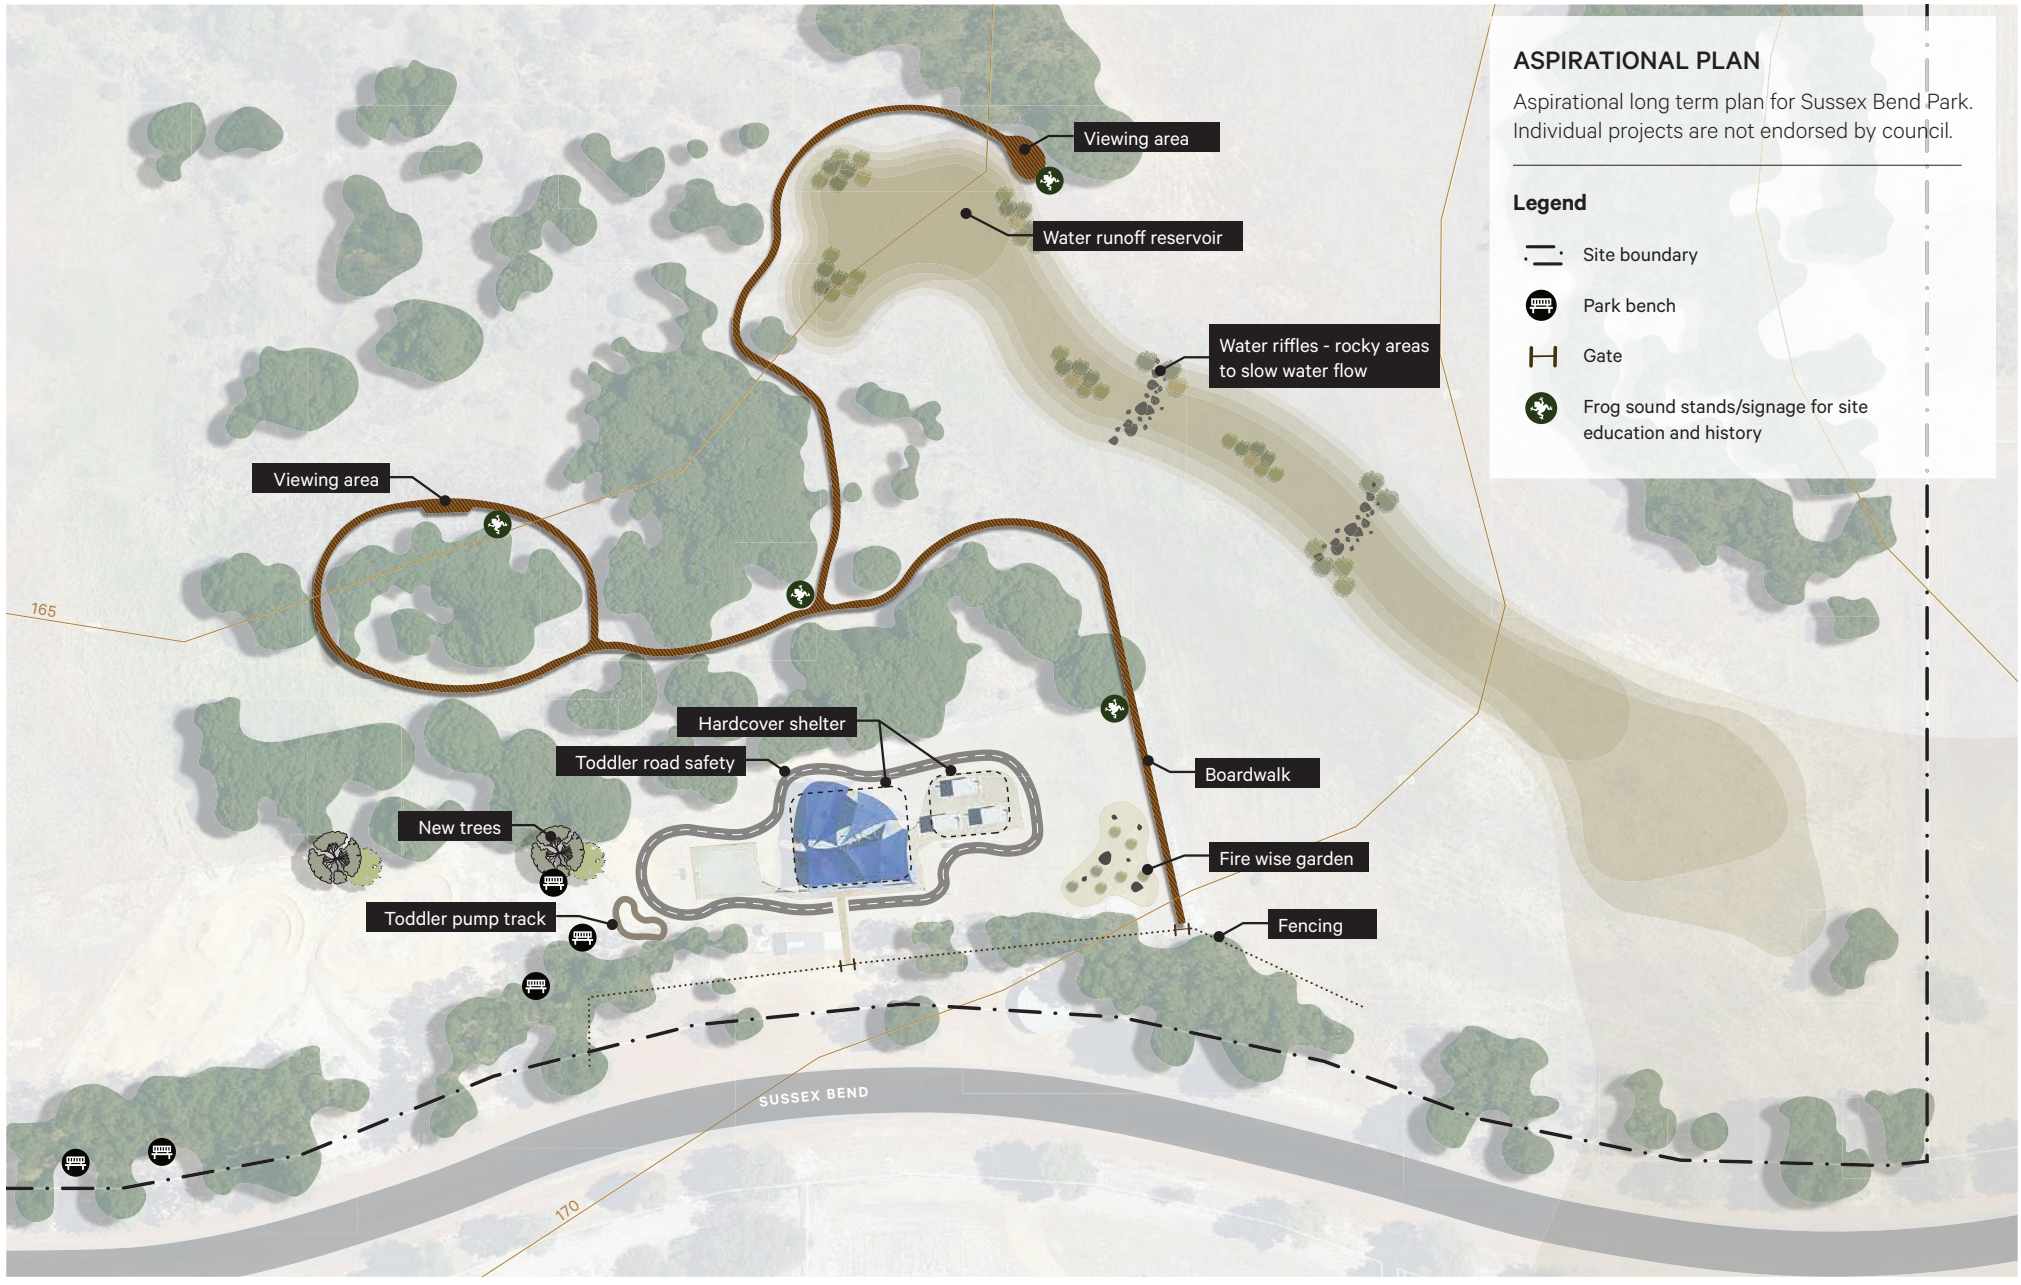 ASPIRATIONAL PLAN
Aspirational long term plan for Sussex Bend Park.
Individual projects are not endorsed by council.
Legend
Site boundary
Park bench
Gate
Frog sound stands/signage for site
education and history
Viewing area
Water runoff reservoir
Water riffles - rocky areas
to slow water flow
Viewing area
165
Hardcover shelter
Toddler road safety
Boardwalk
New trees
Fire wise garden
Toddler pump track
Fencing
SUSSEX BEND
170